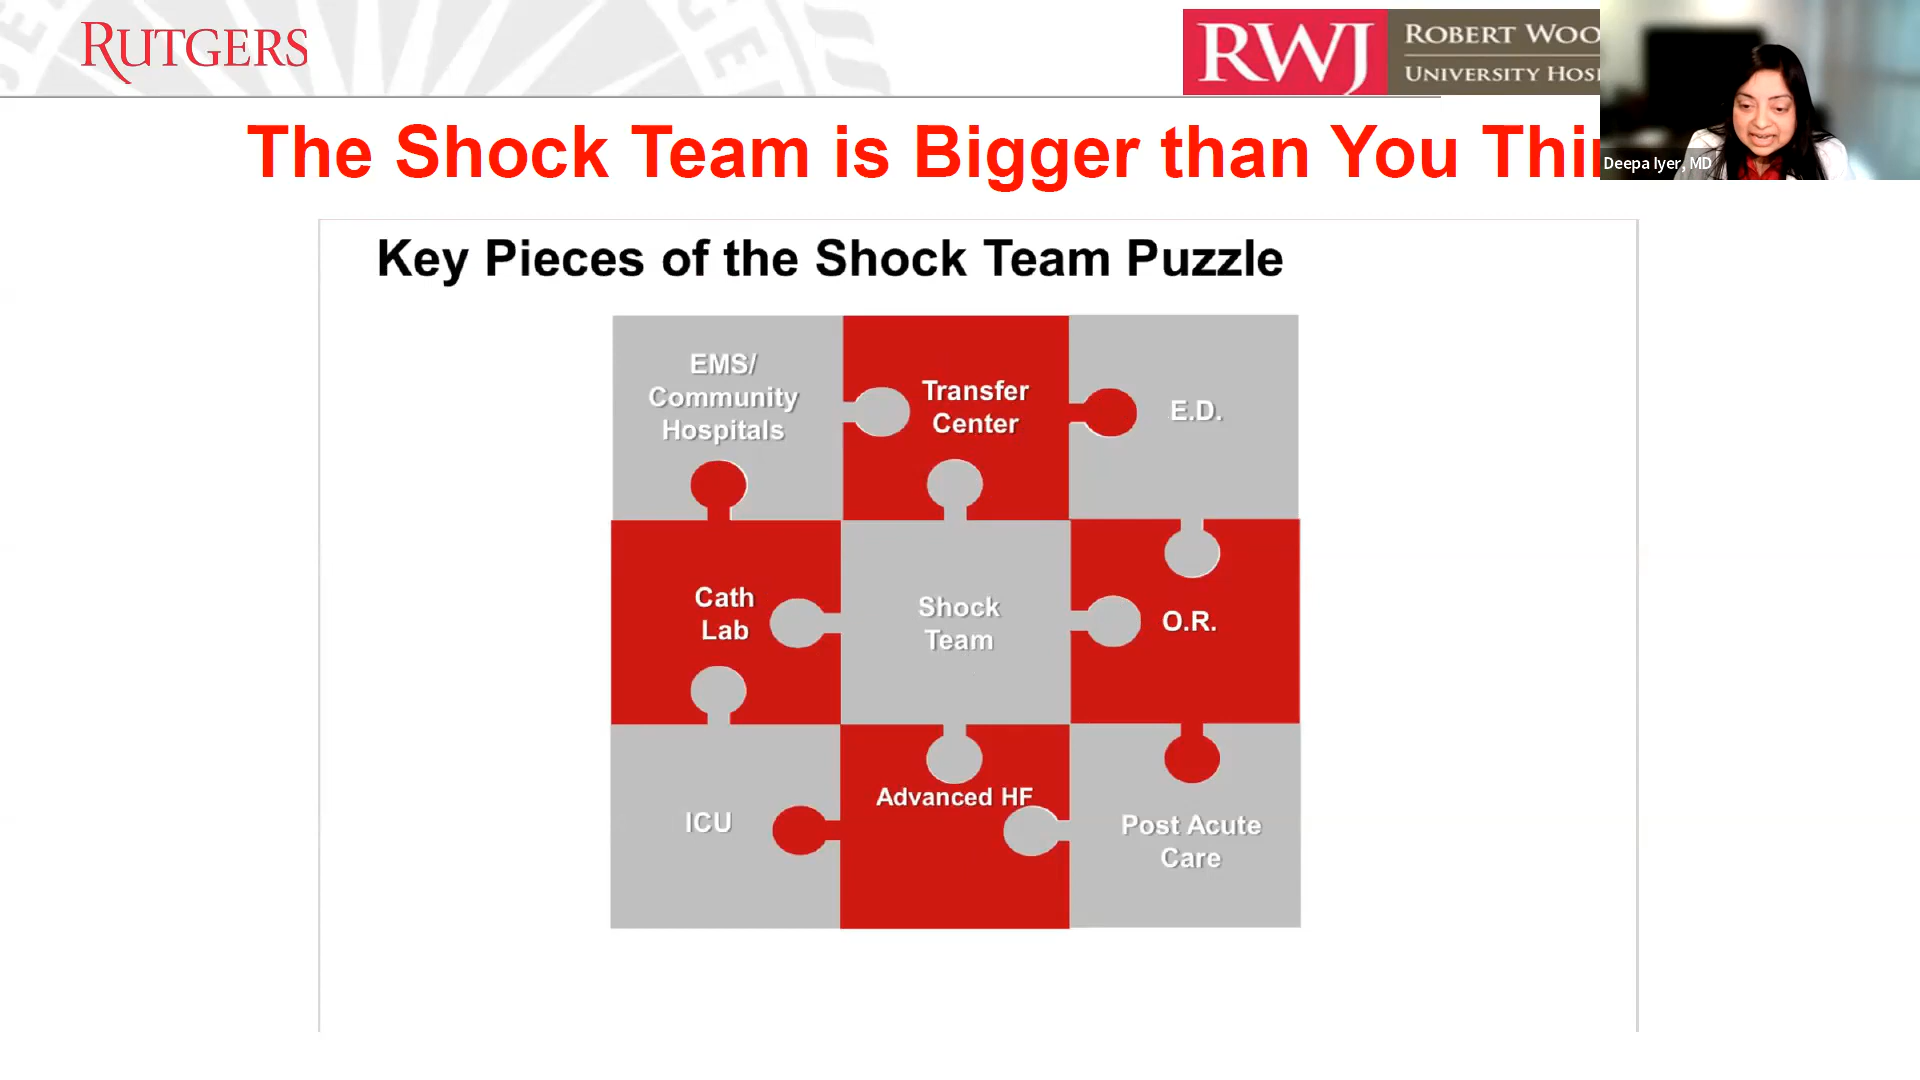 RUTGERS
RWJ
ROBERT WOO
UNIVERSITY HOS
The Shock Team is Bigger than You Thi
Deepa Iyer, MD
Key Pieces of the Shock Team Puzzle
EMS/
Community
Hospitals
Transfer
Center
E.D.
Cath
Lab
Shock
Team
O.R.
ICU
Advanced HF
Post Acute
Care